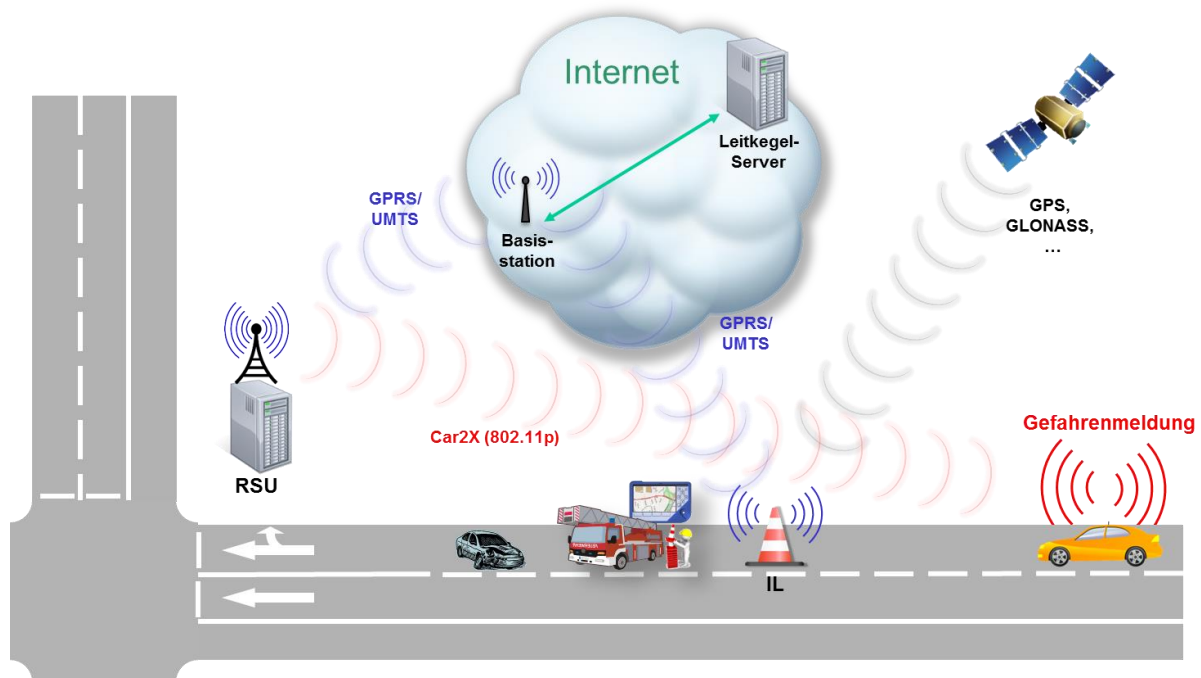 Internet
Leitkegel-
Server
GPRS/
UMTS
Basis-
station
GPS,
GLONASS,
...
GPRS/
UMTS
Gefahrenmeldung
Car2X (802.11p)
RSU
IL